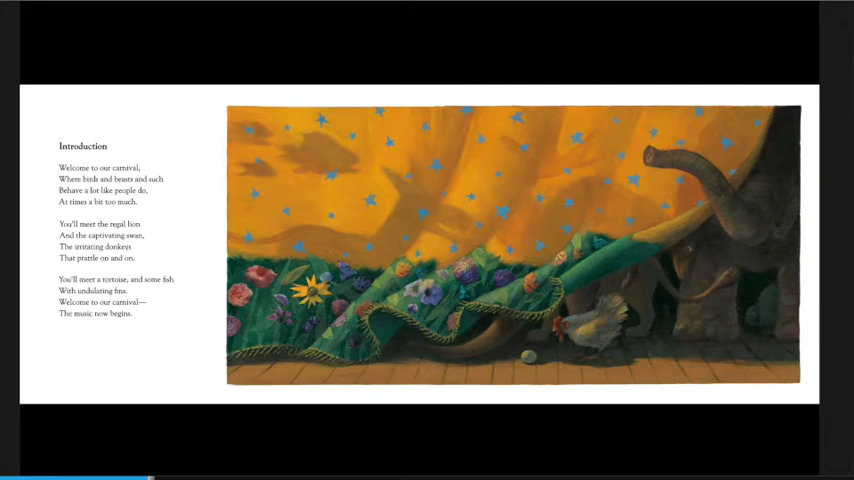 Introduction
Welcome to our carnival,
Where birds and beasts and such
Behave a lot like people do,
At times a bit too much.
You'll meet the regal lion
And the captivating swan,
The irritating donkeys
That prattle on and on.
You'll meet a tortoise, and some fish
With undulating fins.
Welcome to our carnival—
The music now begins.